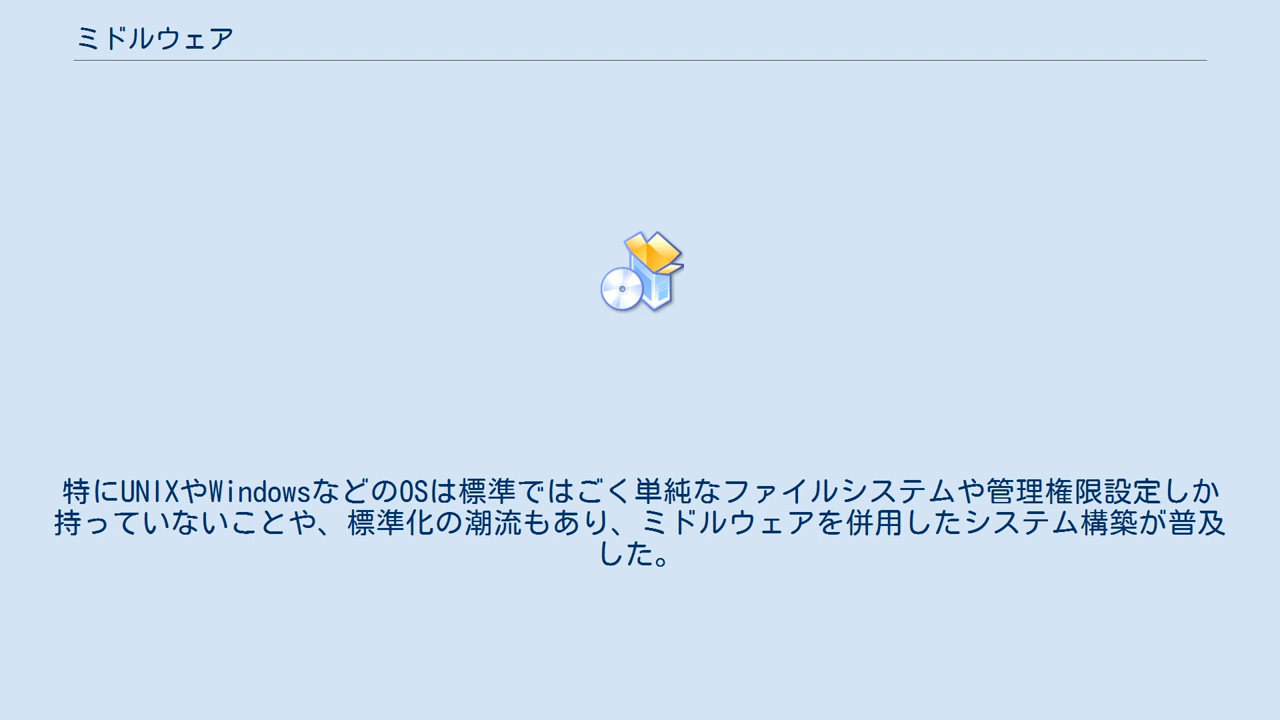 ミドルウェア
特にUNIXやWindowsなどのOSは標準ではごく単純なファイルシステムや管理権限設定しか
持っていないことや、標準化の潮流もあり、ミドルウェアを併用したシステム構築が普及
した。